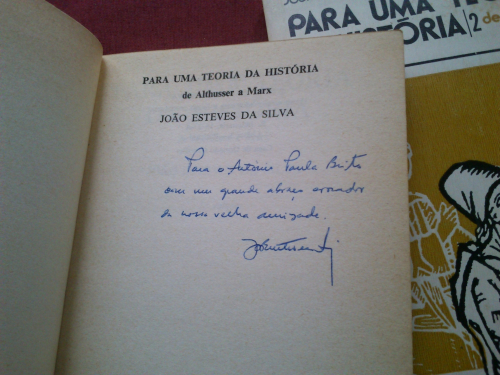 PARA UMA TEORIA DA HISTÓRIA
de Althusser a Marx
JOÃO ESTEVES DA SILVA
Para o António Paula Brito
com um grande abraço
da nossa velha amizade.
PARA UMA TE
HISTÓRIA/2 de